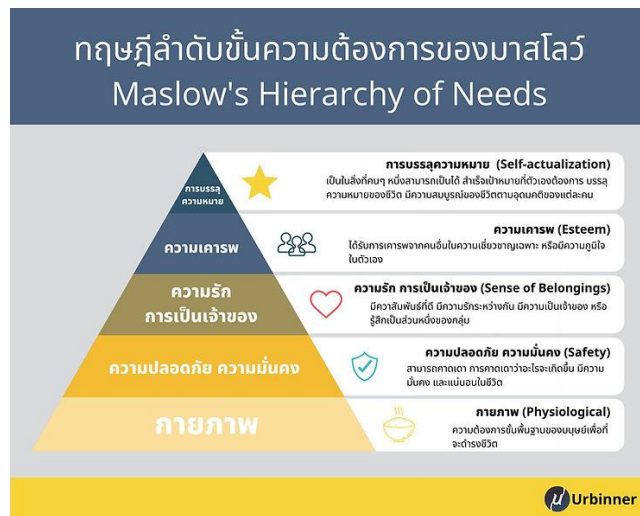 ทฤษฎีลำดับขั้นความต้องการของมาสโลว์
Maslow's Hierarchy of Needs
การบรรลุ
ความหมาย
การบรรลุความหมาย (Self-actualization)
เป็นในสิ่งที่คนๆ หนึ่งสามารถเป็นได้ สำเร็จเป้าหมายที่ตัวเองต้องการ บรรลุ
ความหมายของชีวิต มีความสมบูรณ์ของชีวิตตามอุดมคติของแต่ละคน
ความเคารพ
ความเคารพ (Esteem)
ได้รับการเคารพจากคนอื่นในความเชี่ยวชาญเฉพาะ หรือมีความภูมิใจ
ในตัวเอง
ความรัก
การเป็นเจ้าของ
ความรัก การเป็นเจ้าของ (Sense of Belongings)
มีควาสัมพันธ์ที่ดี มีความรักระหว่างกัน มีความเป็นเจ้าของ หรือ
รู้สึกเป็นส่วนหนึ่งของกลุ่ม
ความปลอดภัย ความมั่นคง
ความปลอดภัย ความมั่นคง (Safety)
สามารถคาดเดา การคาดเดาว่าอะไรจะเกิดขึ้น มีความ
มั่นคง และแน่นอนในชีวิต
กายภาพ
กายภาพ (Physiological)
ความต้องการขั้นพื้นฐานของมนุษย์เพื่อที่
จะดำรงชีวิต
µ Urbinner